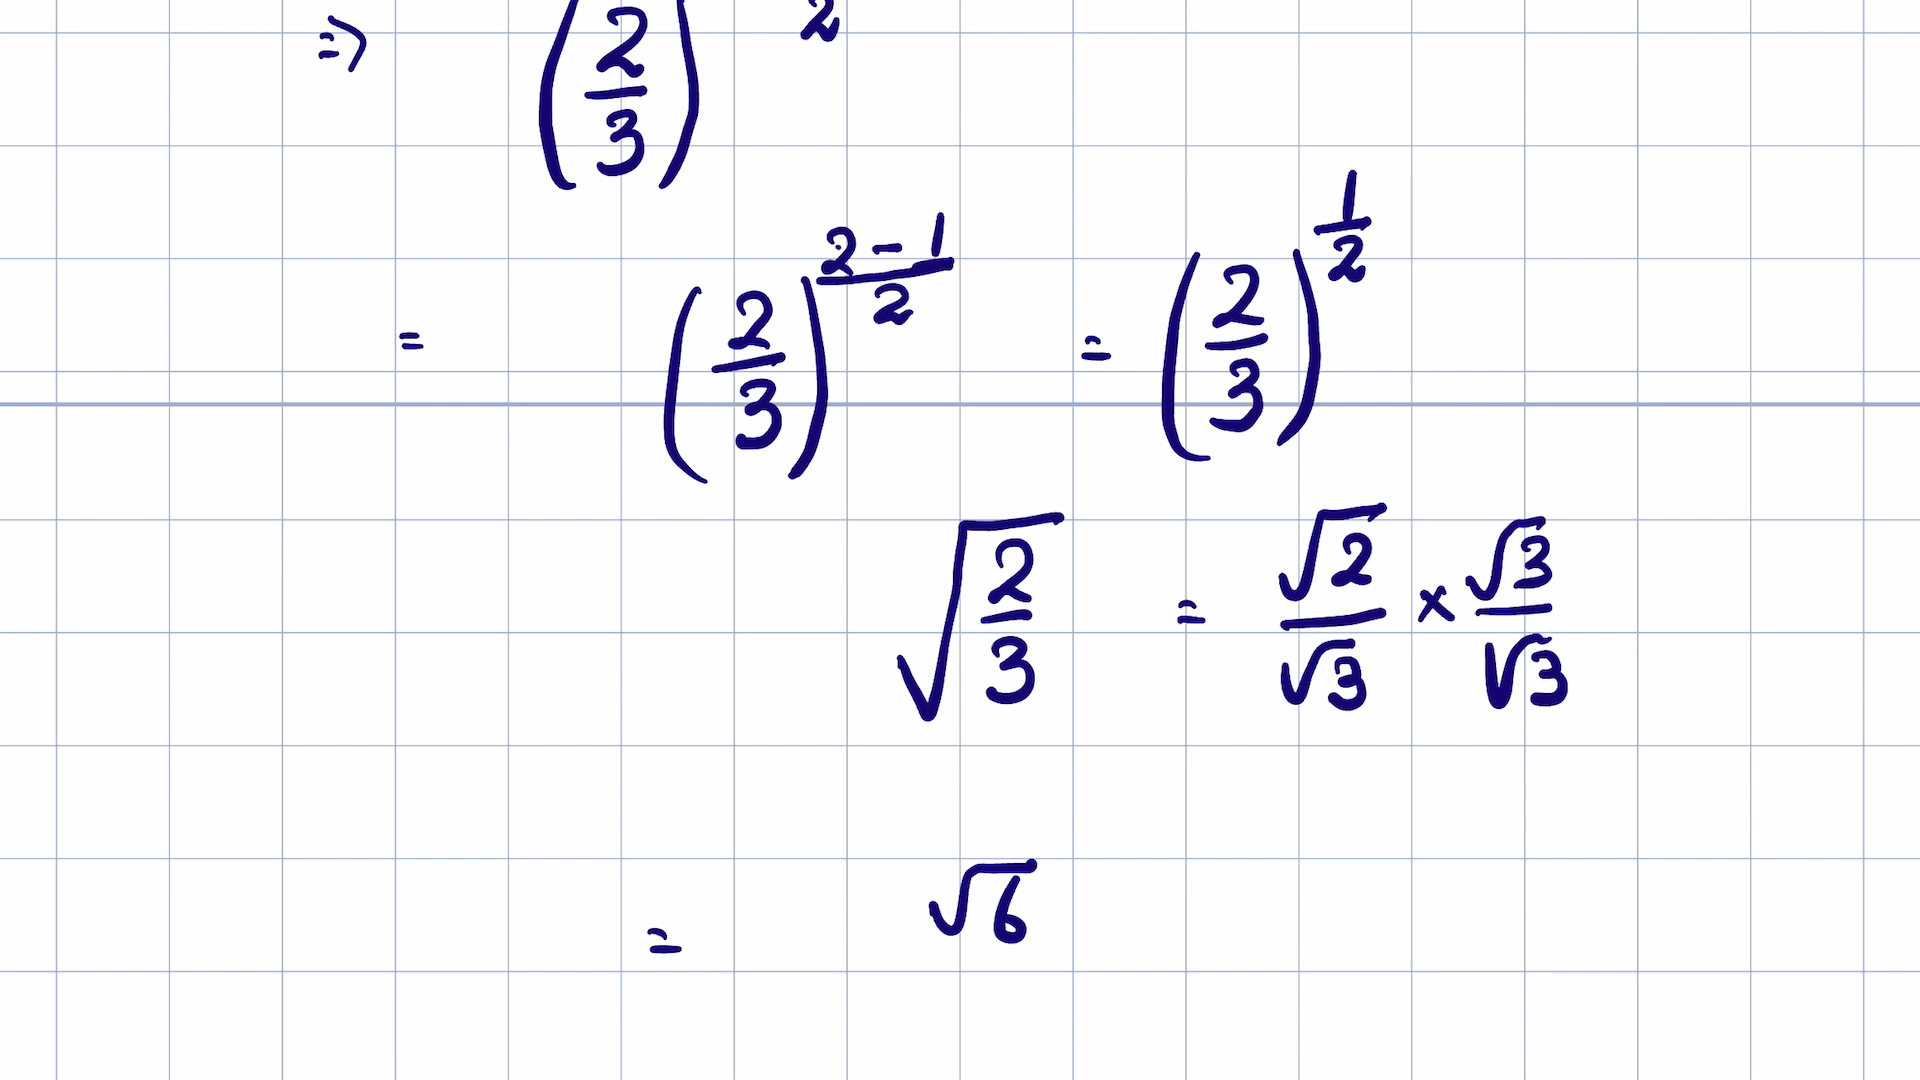 ⇒ (2/3)^2
= (2/3)^((2-1)/2) = (2/3)^(1/2)
√(2/3) = √2/√3 × √3/√3
= √6